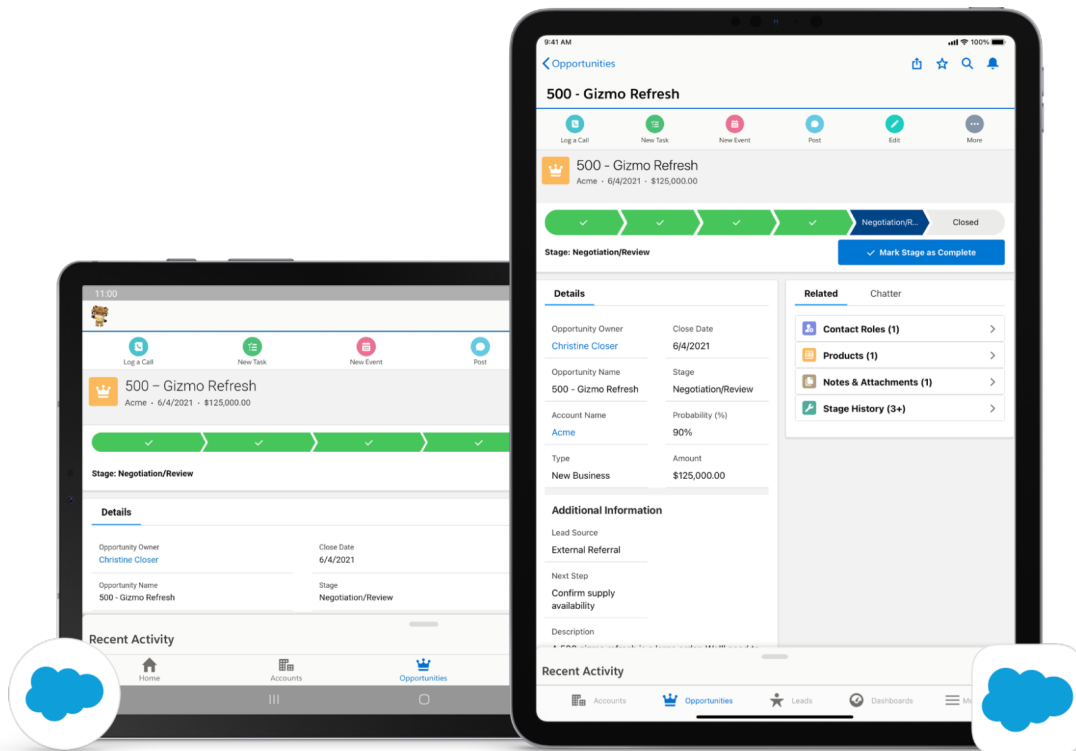 9:41 AM
100%
Opportunities
500 - Gizmo Refresh
Log a Call
New Task
New Event
Post
Edit
More
500 - Gizmo Refresh
Acme • 6/4/2021 • $125,000.00
Negotiation/R...
Closed
Stage: Negotiation/Review
Mark Stage as Complete
Details
Opportunity Owner
Christine Closer
Close Date
6/4/2021
Opportunity Name
500 - Gizmo Refresh
Stage
Negotiation/Review
Account Name
Acme
Probability (%)
90%
Type
New Business
Amount
$125,000.00
Additional Information
Lead Source
External Referral
Next Step
Confirm supply
availability
Description
Related
Chatter
Contact Roles (1)
Products (1)
Notes & Attachments (1)
Stage History (3+)
Recent Activity
Accounts
Opportunities
Leads
Dashboards
11:00
Log a Call
New Task
New Event
Post
500 – Gizmo Refresh
Acme • 6/4/2021 • $125,000.00
Stage: Negotiation/Review
Details
Opportunity Owner
Christine Closer
Close Date
6/4/2021
Opportunity Name
500 - Gizmo Refresh
Stage
Negotiation/Review
Recent Activity
Home
Accounts
Opportunities